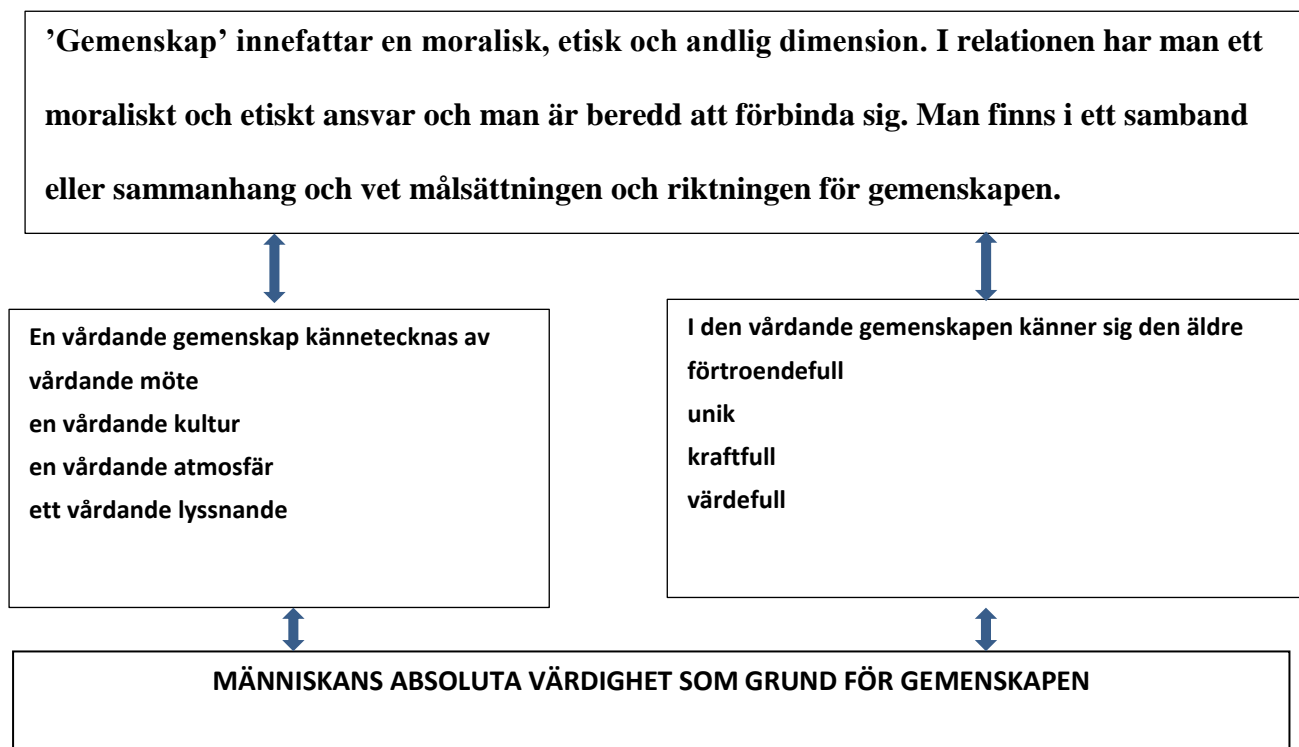 ’Gemenskap’ innefattar en moralisk, etisk och andlig dimension. I relationen har man ett
moraliskt och etiskt ansvar och man är beredd att förbinda sig. Man finns i ett samband
eller sammanhang och vet målsättningen och riktningen för gemenskapen.
En vårdande gemenskap kännetecknas av
vårdande möte
en vårdande kultur
en vårdande atmosfär
ett vårdande lyssnande
I den vårdande gemenskapen känner sig den äldre
förtroendefull
unik
kraftfull
värdefull
MÄNNISKANS ABSOLUTA VÄRDIGHET SOM GRUND FÖR GEMENSKAPEN